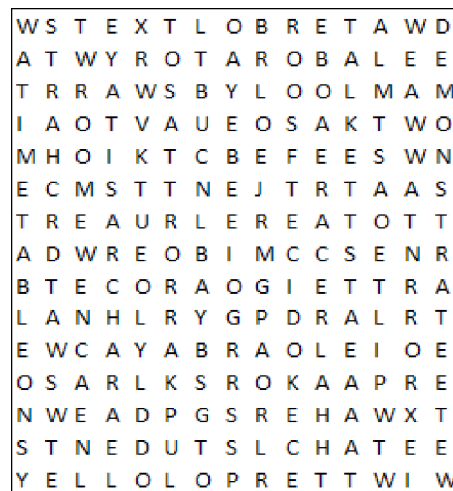 W S T E X T L O B R E T A W D
A T W Y R O T A R O B A L E E
T R R A W S B Y L O O L M A M
I A O T V A U E O S A K T W O
M H O I K T C B E F E E S W N
E C M S T T N E J T R T A A S
T R E A U R L E R E A T O T T
A D W R E O B I M C C S E N R
B T E C O R A O G I E T T R A
L A N H L R Y G P D R A L R T
E W C A Y A B R A O L E I O E
O S A R L K S R O K A A P R E
N W E A D P G S R E H A W X T
S T N E D U T S L C H A T E E
Y E L L O L O P R E T T W I W